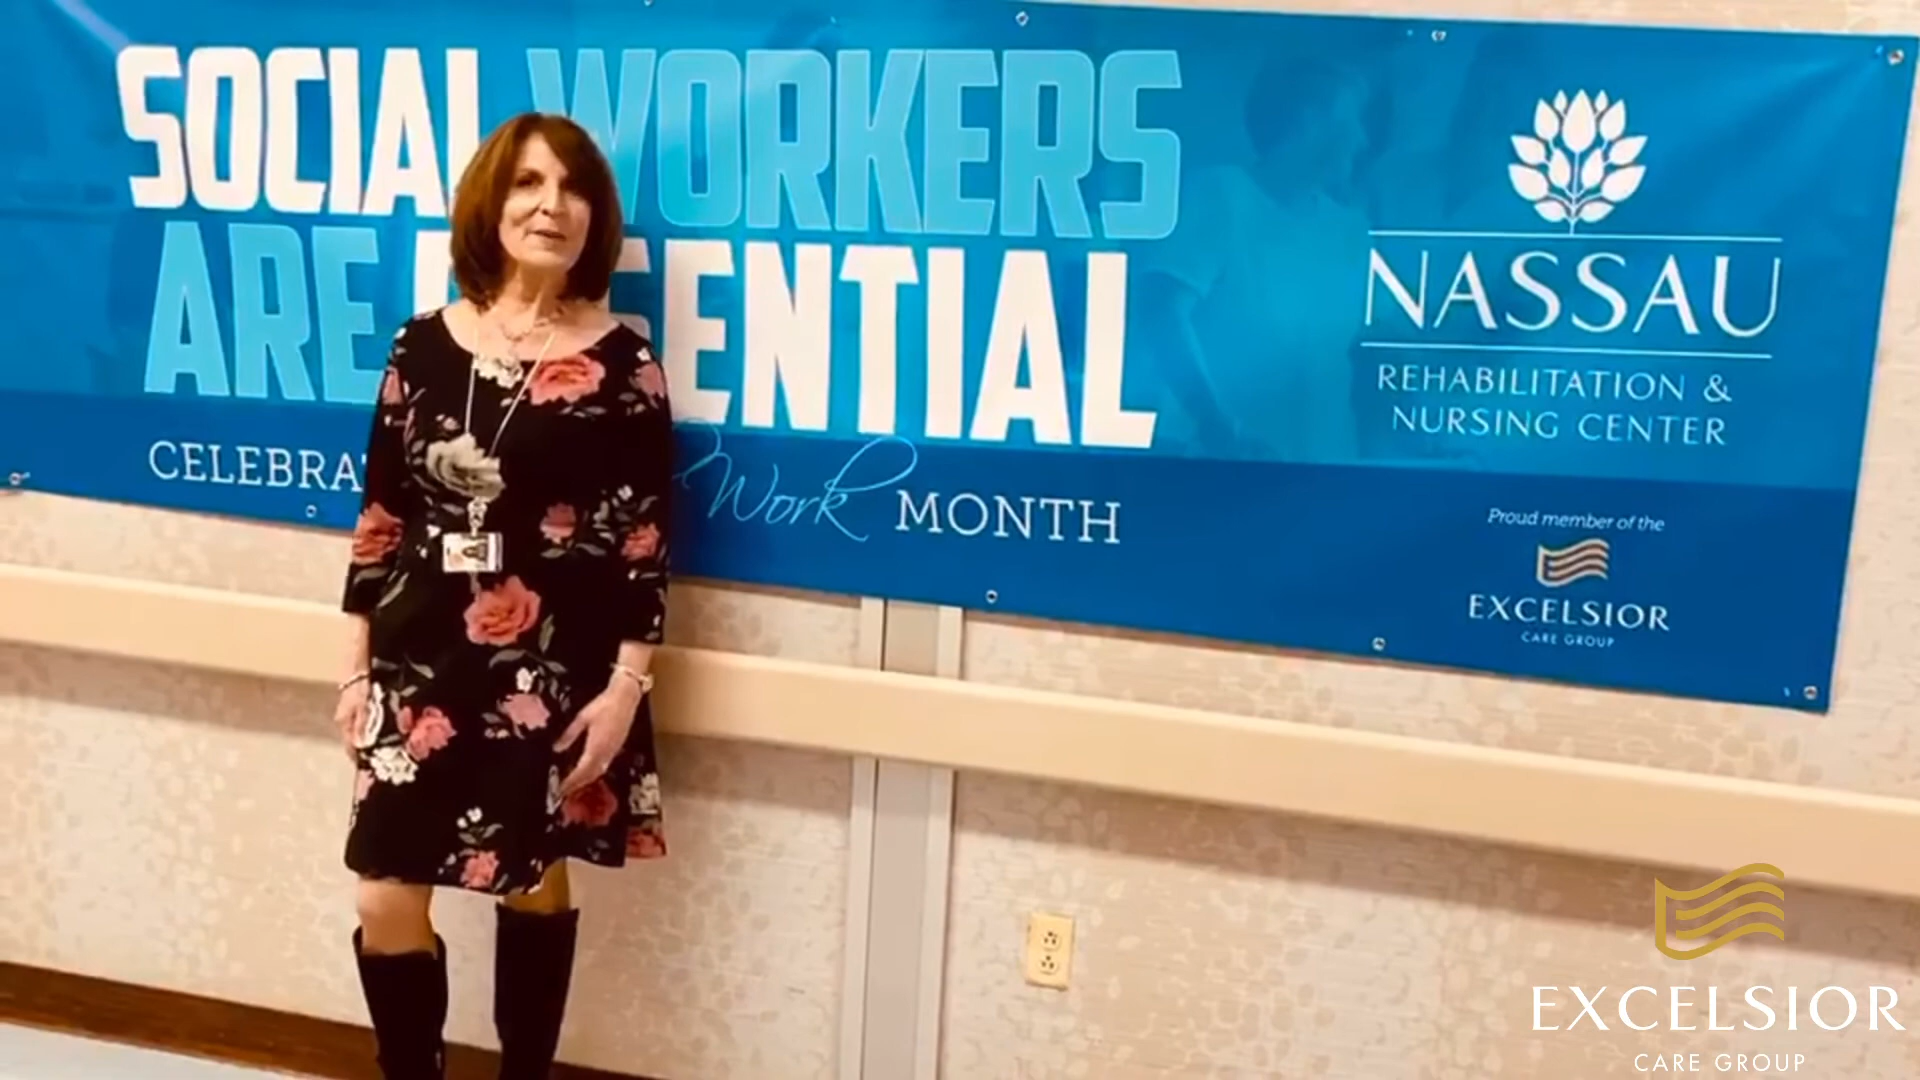 SOCIAL WORKERS
ARE ENTIAL
CELEBRA Work MONTH
NASSAU
REHABILITATION &
NURSING CENTER
Proud member of the
EXCELSIOR
CARE GROUP
EXCELSIOR
CARE GROUP